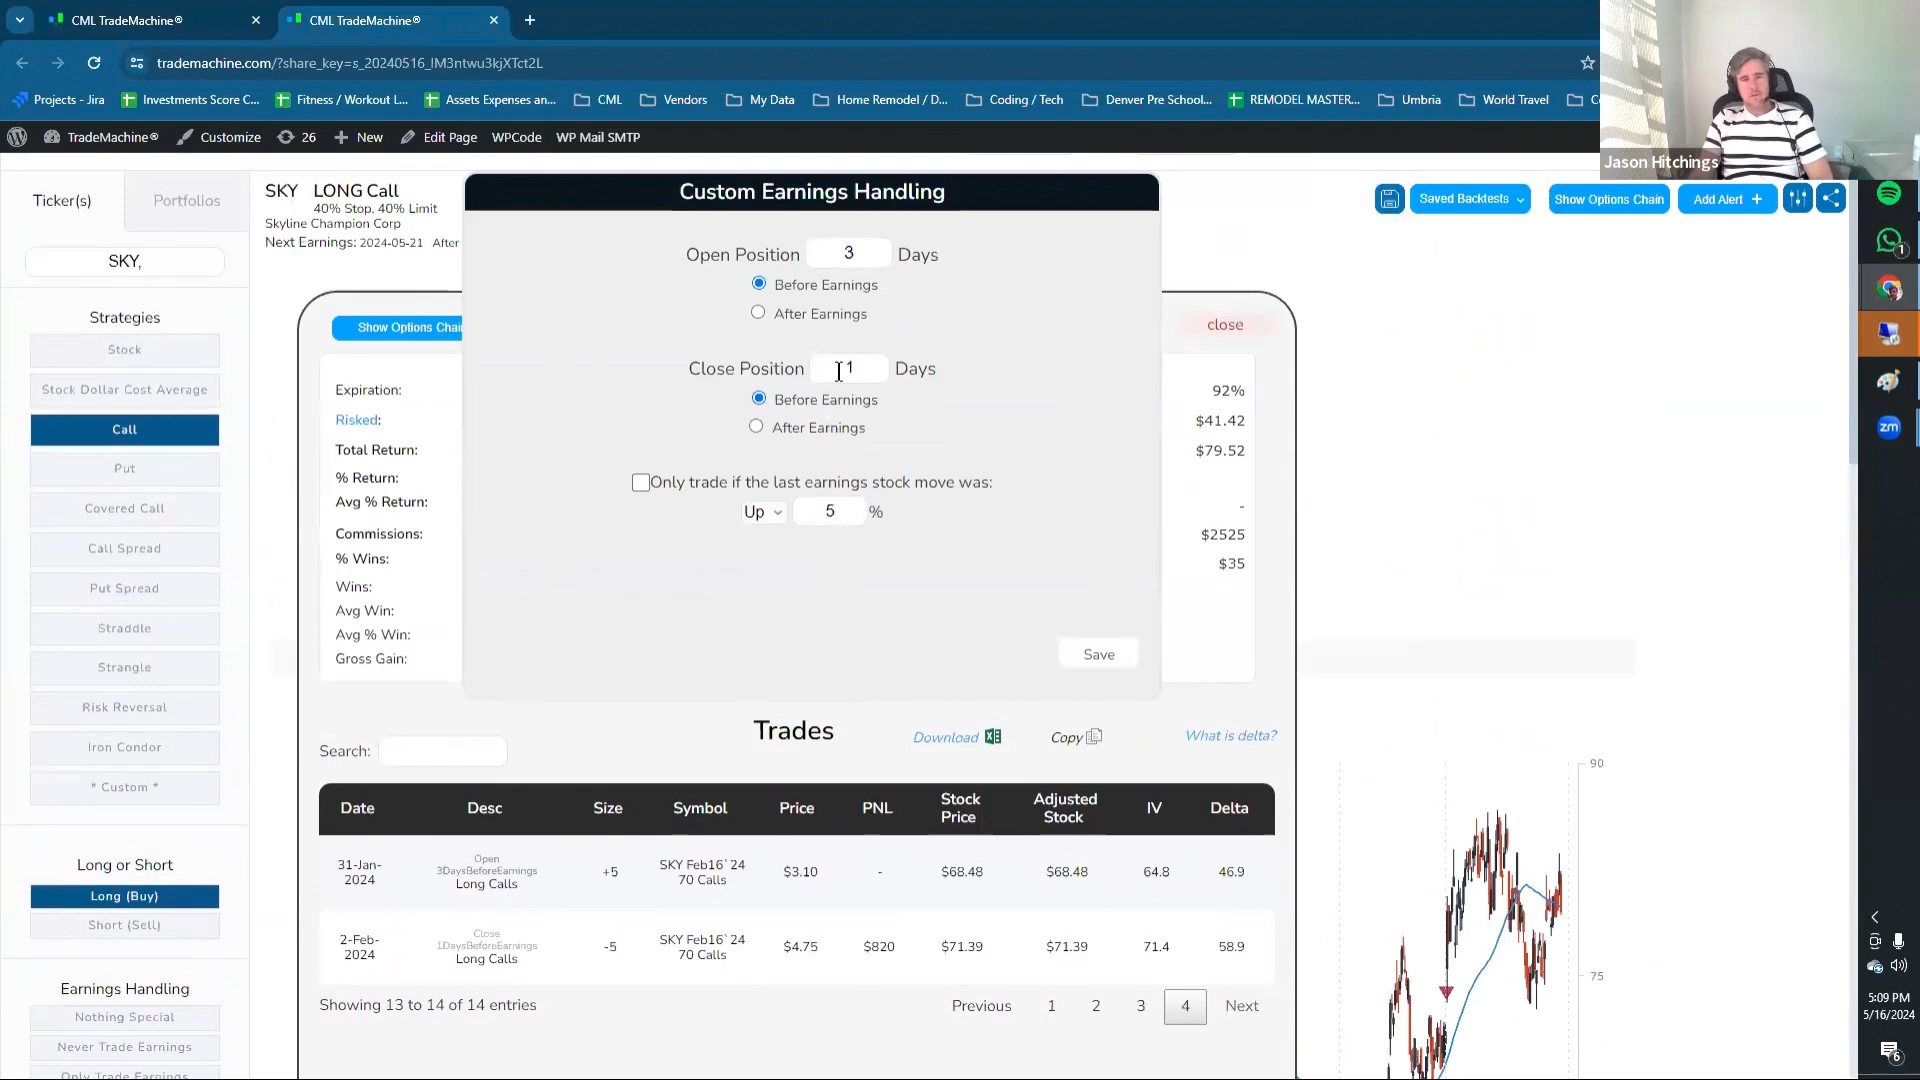 CML TradeMachine®
CML TradeMachine®
trademachine.com/?share_key=s_20240516_!M3ntwu3kjXTct2L
Projects - Jira
Investments Score C...
Fitness / Workout L...
Assets Expenses an...
CML
Vendors
My Data
Home Remodel / D...
Coding / Tech
Denver Pre School...
REMODEL MASTER...
Umbria
World Travel
TradeMachine®
Customize
26
New
Edit Page
WPCode
WP Mail SMTP
Jason Hitchings
Ticker(s)
Portfolios
SKY,
SKY LONG Call
40% Stop, 40% Limit
Skyline Champion Corp
Next Earnings: 2024-05-21 After
Saved Backtests
Show Options Chain
Add Alert +
Custom Earnings Handling
Open Position 3 Days
Before Earnings
After Earnings
Close Position 1 Days
Before Earnings
After Earnings
Only trade if the last earnings stock move was:
Up 5 %
Save
Strategies
Stock
Stock Dollar Cost Average
Call
Put
Covered Call
Call Spread
Put Spread
Straddle
Strangle
Risk Reversal
Iron Condor
* Custom *
Long or Short
Long (Buy)
Short (Sell)
Earnings Handling
Nothing Special
Never Trade Earnings
Only Trade Earnings
Show Options Chai
close
Expiration:
Risked:
Total Return:
% Return:
Avg % Return:
Commissions:
% Wins:
Wins:
Avg Win:
Avg % Win:
Gross Gain:
92%
$41.42
$79.52
-
$2525
$35
Trades
Search:
Download
Copy
What is delta?
Date Desc Size Symbol Price PNL Stock Price Adjusted Stock IV Delta
31-Jan-2024 Open 3DaysBeforeEarnings Long Calls +5 SKY Feb16`24 70 Calls $3.10 - $68.48 $68.48 64.8 46.9
2-Feb-2024 Close 1DaysBeforeEarnings Long Calls -5 SKY Feb16`24 70 Calls $4.75 $820 $71.39 $71.39 71.4 58.9
Showing 13 to 14 of 14 entries
Previous 1 2 3 4 Next
90
75
1
zm
5:09 PM
5/16/2024
6